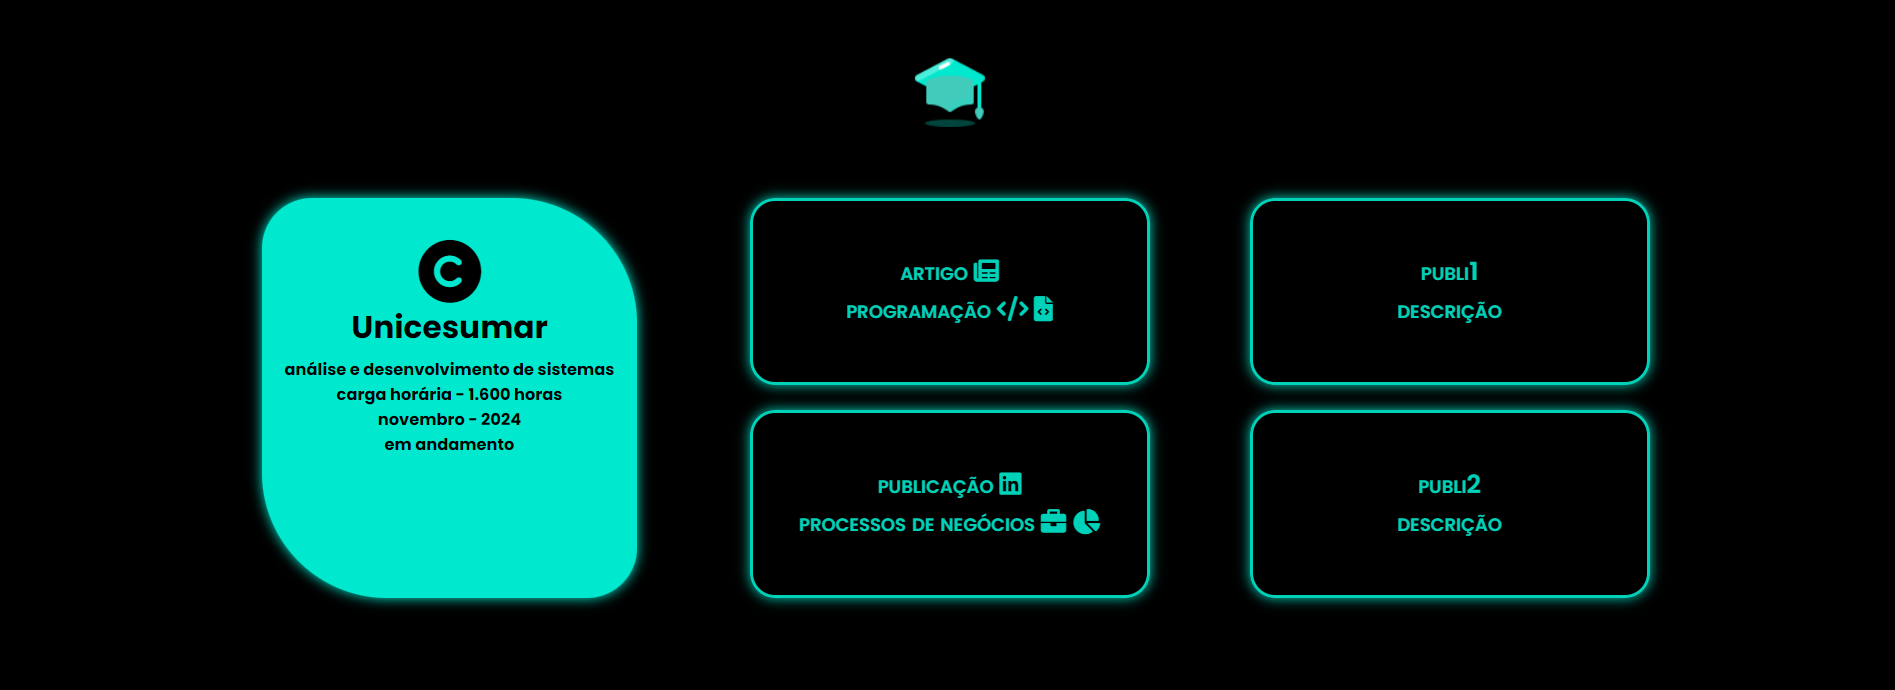 Unicesumar
análise e desenvolvimento de sistemas
carga horária - 1.600 horas
novembro - 2024
em andamento
ARTIGO
PROGRAMAÇÃO </>
PUBLICAÇÃO in
PROCESSOS DE NEGÓCIOS
PUBLI1
DESCRIÇÃO
PUBLI2
DESCRIÇÃO